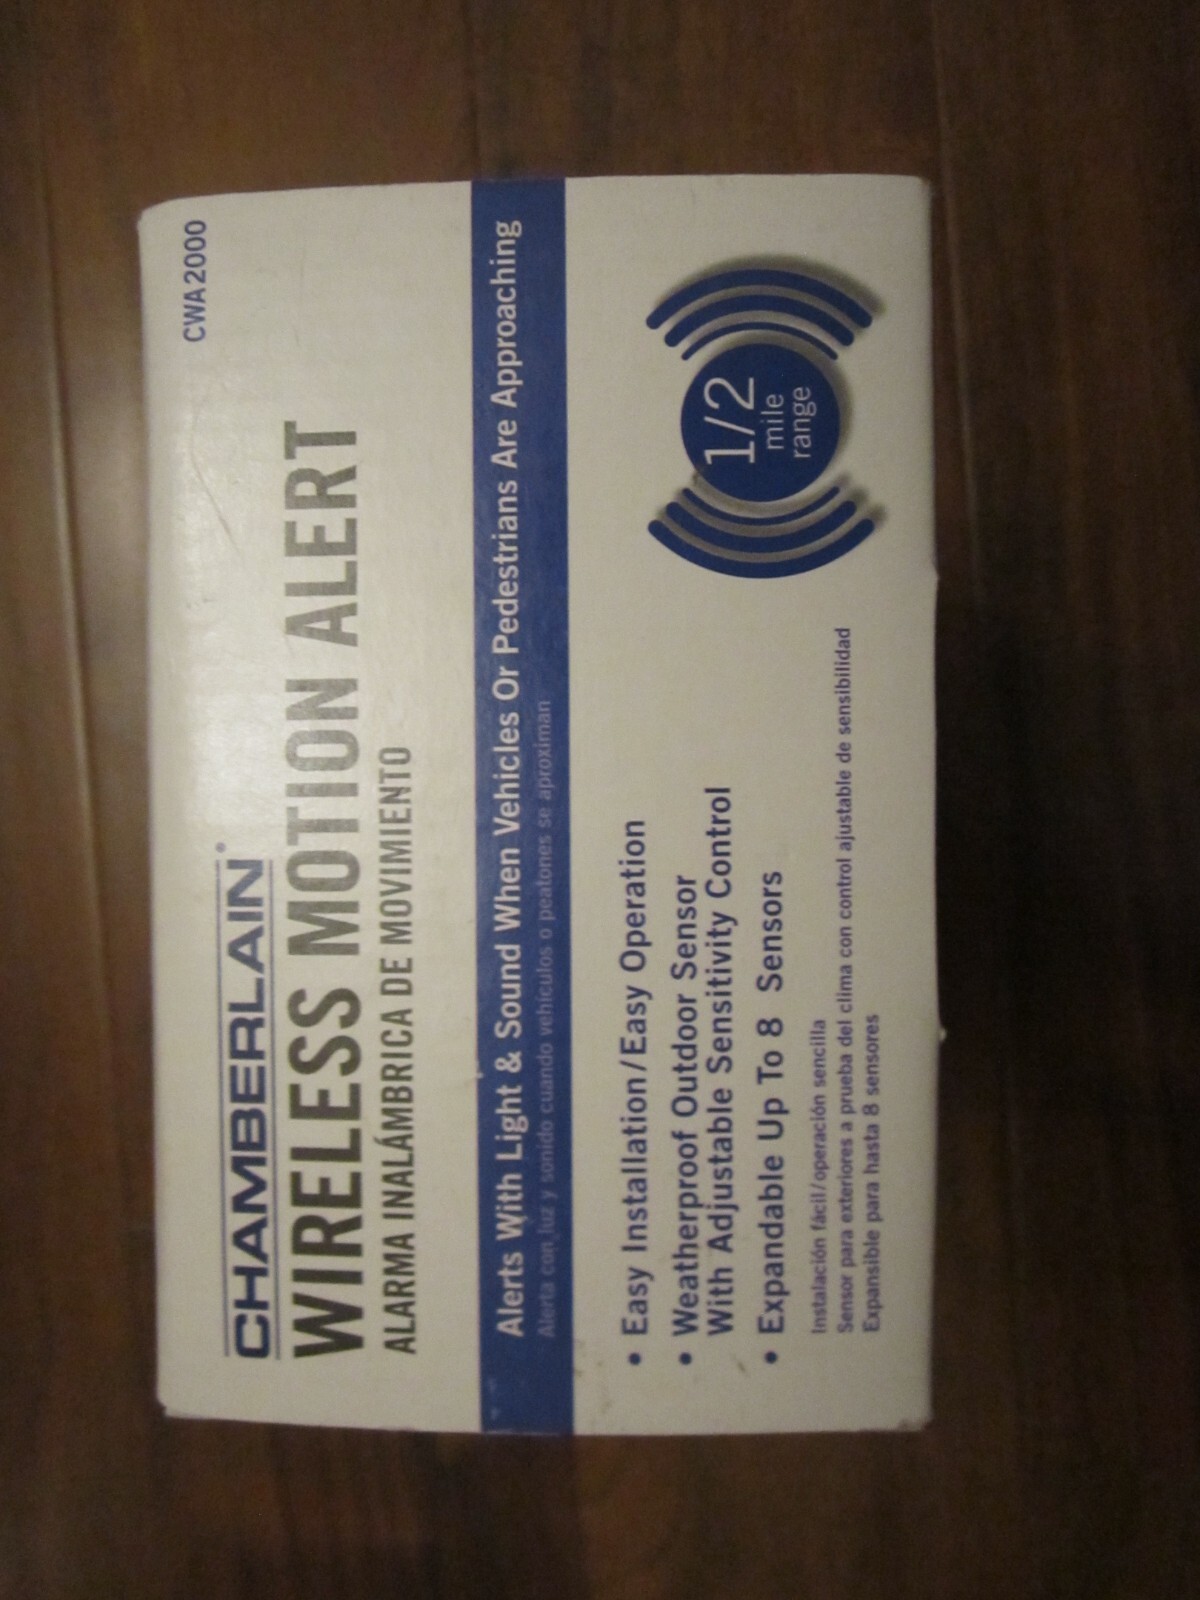 CWA2000
CHAMBERLAIN®
WIRELESS MOTION ALERT
ALARMA INALÁMBRICA DE MOVIMIENTO
Alerts With Light & Sound When Vehicles Or Pedestrians Are Approaching
Alerta con luz y sonido cuando vehículos o peatones se aproximan
• Easy Installation/Easy Operation
• Weatherproof Outdoor Sensor
With Adjustable Sensitivity Control
• Expandable Up To 8 Sensors
Instalación fácil/operación sencilla
Sensor para exteriores a prueba del clima con control ajustable de sensibilidad
Expansible para hasta 8 sensores
1/2
mile
range